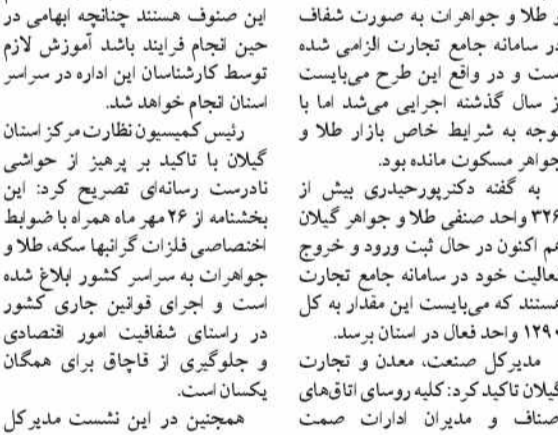 طلا و جواهرات به صورت شفاف
در سامانه جامع تجارت الزامی شده
است و در واقع این طرح می‌بایست
از سال گذشته اجرایی می‌شد اما با
توجه به شرایط خاص بازار طلا و
جواهر مسکوت مانده بود.
به گفته دکترپورحیدری بیش از
۳۲۶ واحد صنفی طلا و جواهر گیلان
هم اکنون در حال ثبت ورود و خروج
فعالیت خود در سامانه جامع تجارت
هستند که می‌بایست این مقدار به کل
۱۲۹۰ واحد فعال در استان برسد.
مدیرکل صنعت، معدن و تجارت
گیلان تاکید کرد: کلیه روسای اتاق‌های
اصناف و مدیران ادارات صمت
این صنوف هستند چنانچه ابهامی در
حین انجام فرایند باشد آموزش لازم
توسط کارشناسان این اداره در سراسر
استان انجام خواهد شد.
رئیس کمیسیون نظارت مرکز استان
گیلان با تاکید بر پرهیز از حواشی
نادرست رسانه‌ای تصریح کرد: این
بخشنامه از ۲۶ مهر ماه همراه با ضوابط
اختصاصی فلزات گرانبها سکه، طلا و
جواهرات به سراسر کشور ابلاغ شده
است و اجرای قوانین جاری کشور
در راستای شفافیت امور اقتصادی
و جلوگیری از قاچاق برای همگان
یکسان است.
همچنین در این نشست مدیرکل